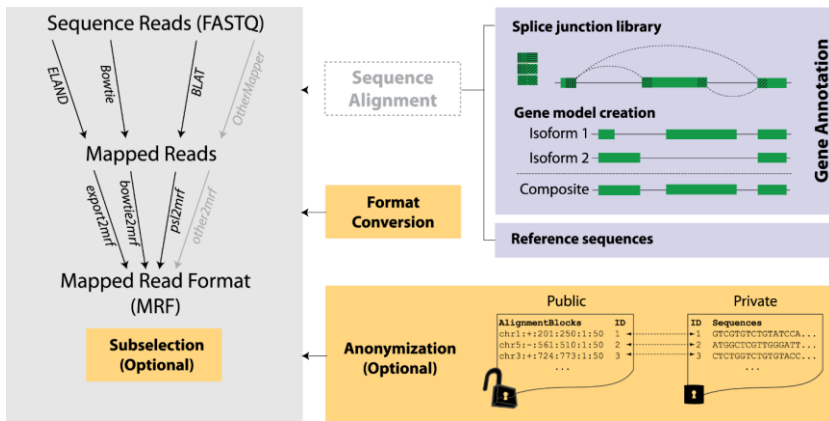 Sequence Reads (FASTQ)
ELAND
Bowtie
BLAT
OtherMapper
Mapped Reads
export2mrf
bowtie2mrf
psl2mrf
other2mrf
Mapped Read Format
(MRF)
Subselection
(Optional)
Sequence
Alignment
Format
Conversion
Splice junction library
Gene model creation
Isoform 1
Isoform 2
Composite
Gene Annotation
Reference sequences
Anonymization
(Optional)
Public
AlignmentBlocks ID
chr1:+:201:250:1:50 1
chr5:-:561:510:1:50 2
chr3:+:724:773:1:50 3
...
Private
ID Sequences
1 GTCGTGTCTGTATCCA...
2 ATGGCTCGTTGGGATT...
3 CTCTGGTCTGTGTACC...
...